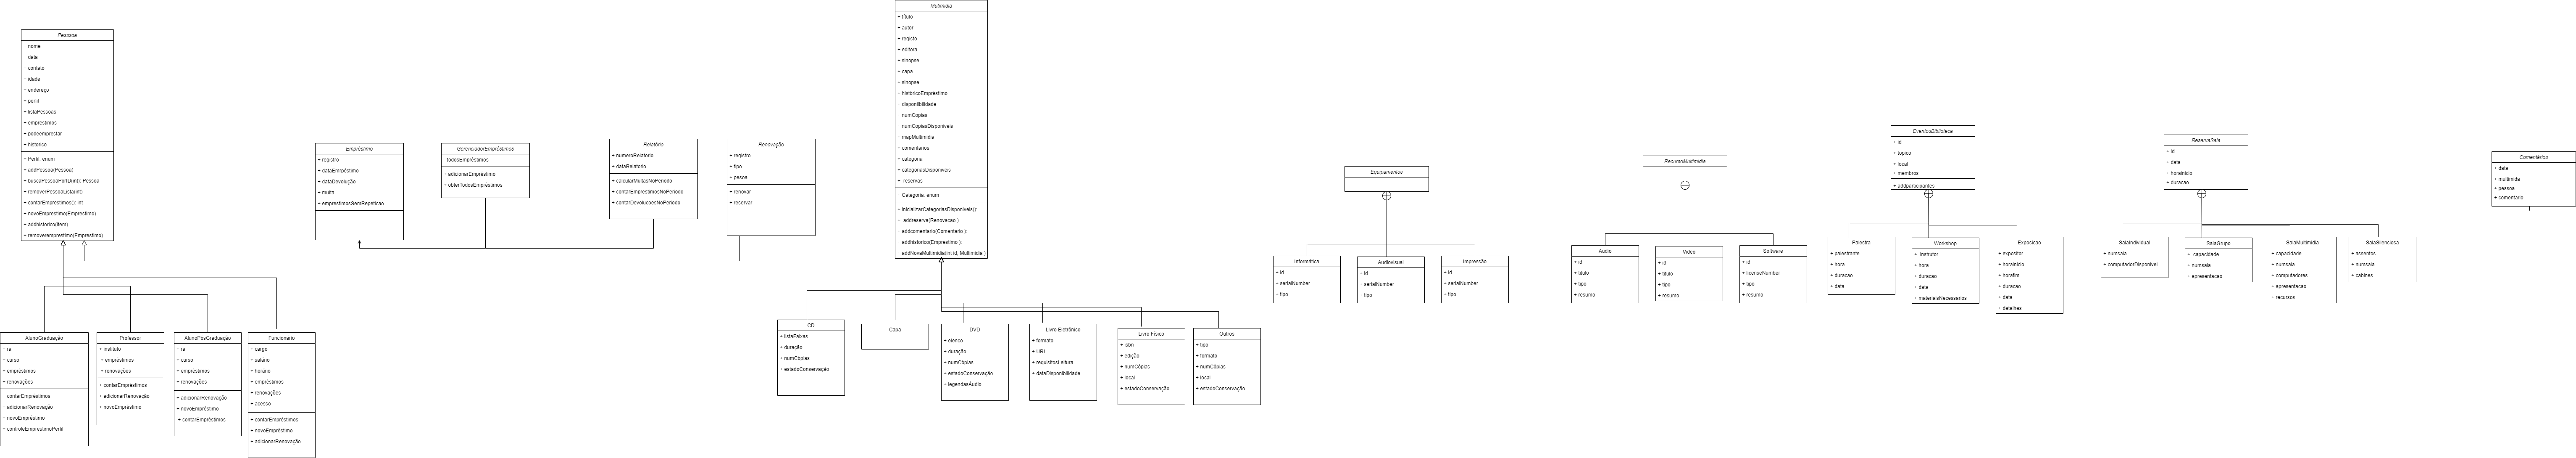 Pessoa
+ nome
+ data
+ contato
+ idade
+ endereço
+ perfil
+ listaPessoas
+ emprestimos
+ podeemprestar
+ historico
+ Perfil: enum
+ addPessoa(Pessoa)
+ buscaPessoaPorID(int): Pessoa
+ removerPessoaLista(int)
+ contarEmprestimos(): int
+ novoEmprestimo(Emprestimo)
+ addhistorico(item)
+ removeremprestimo(Emprestimo)
Empréstimo
+ registro
+ dataEmrpéstimo
+ dataDevolução
+ multa
+ emprestimosSemRepeticao
GerenciadorEmpréstimos
- todosEmpréstimos
+ adicionarEmpréstimo
+ obterTodosEmpréstimos
Relatório
+ numeroRelatorio
+ dataRelatorio
+ calcularMultasNoPeriodo
+ contarEmprestimosNoPeriodo
+ contarDevolucoesNoPeriodo
Renovação
+ registro
+ tipo
+ pesoa
+ renovar
+ reservar
Mutimidia
+ título
+ autor
+ registo
+ editora
+ sinopse
+ capa
+ sinopse
+ históricoEmpréstimo
+ disponilbilidade
+ numCopias
+ numCopiasDisponiveis
+ mapMultimidia
+ comentarios
+ categoria
+ categoriasDisponiveis
+ reservas
+ Categoria: enum
+ inicializarCategoriasDisponiveis()
+ addreserva(Renovacao )
+ addcomentario(Comentario )
+ addhistorico(Emprestimo )
+ addNovaMultimidia(int id, Multimidia )
AlunoGraduação
+ ra
+ curso
+ empréstimos
+ renovações
+ contarEmpréstimos
+ adicionarRenovação
+ novoEmpréstimo
+ controleEmprestimoPerfil
Professor
+ instituto
+ empréstimos
+ renovações
+ contarEmpréstimos
+ adicionarRenovação
+ novoEmpréstimo
AlunoPósGraduação
+ ra
+ curso
+ empréstimos
+ renovações
+ adicionarRenovação
+ novoEmpréstimo
+ contarEmpréstimos
Funcionário
+ cargo
+ salário
+ horário
+ empréstimos
+ renovações
+ acesso
+ contarEmpréstimos
+ novoEmpréstimo
+ adicionarRenovação
CD
+ listaFaixas
+ duração
+ numCópias
+ estadoConservação
Capa
DVD
+ elenco
+ duração
+ numCópias
+ estadoConservação
+ legendasÁudio
Livro Eletrônico
+ formato
+ URL
+ requisitosLeitura
+ dataDisponibilidade
Livro Físico
+ isbn
+ edição
+ numCópias
+ local
+ estadoConservação
Outros
+ tipo
+ formato
+ numCópias
+ local
+ estadoConservação
Equipamentos
Informática
+ id
+ serialNumber
+ tipo
Audiovisual
+ id
+ serialNumber
+ tipo
Impressão
+ id
+ serialNumber
+ tipo
RecursoMultimidia
Audio
+ id
+ titulo
+ tipo
+ resumo
Video
+ id
+ titulo
+ tipo
+ resumo
Software
+ id
+ licenseNumber
+ tipo
+ resumo
EventosBiblioteca
+ id
+ topico
+ local
+ membros
+ addparticipantes
Palestra
+ palestrante
+ hora
+ duracao
+ data
Workshop
+ instrutor
+ hora
+ duracao
+ data
+ materiaisNecessarios
Exposicao
+ expositor
+ horainicio
+ horafim
+ duracao
+ data
+ detalhes
ReservaSala
+ id
+ data
+ horainicio
+ duracao
SalaIndividual
+ numsala
+ computadorDisponivel
SalaGrupo
+ capacidade
+ numsala
+ apresentacao
SalaMultimidia
+ capacidade
+ numsala
+ computadores
+ apresentacao
+ recursos
SalaSilenciosa
+ assentos
+ numsala
+ cabines
Comentários
+ data
+ multimida
+ pessoa
+ comentario